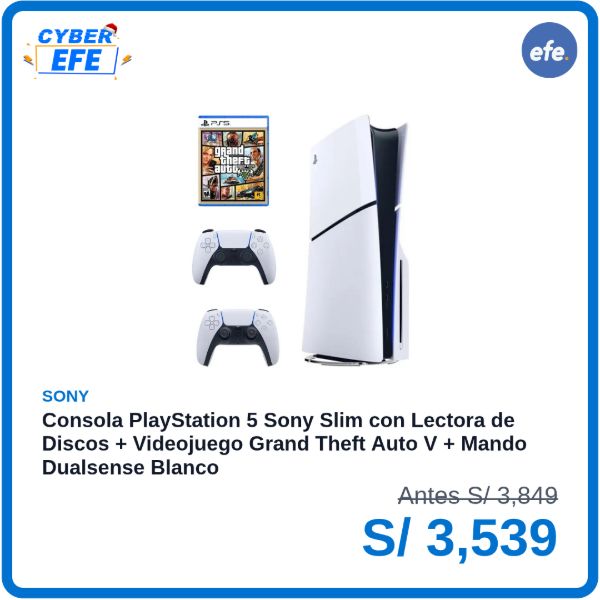 CYBER
EFE
efe.
PS5
grand
theft
auto
SONY
Consola PlayStation 5 Sony Slim con Lectora de
Discos + Videojuego Grand Theft Auto V + Mando
Dualsense Blanco
Antes S/ 3,849
S/ 3,539